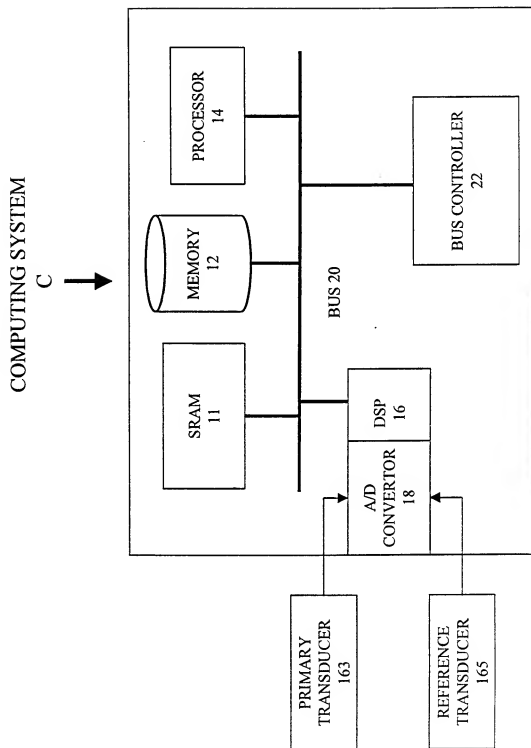 COMPUTING SYSTEM
C
SRAM
11
MEMORY
12
PROCESSOR
14
BUS 20
A/D
CONVERTOR
18
DSP
16
BUS CONTROLLER
22
PRIMARY
TRANSDUCER
163
REFERENCE
TRANSDUCER
165